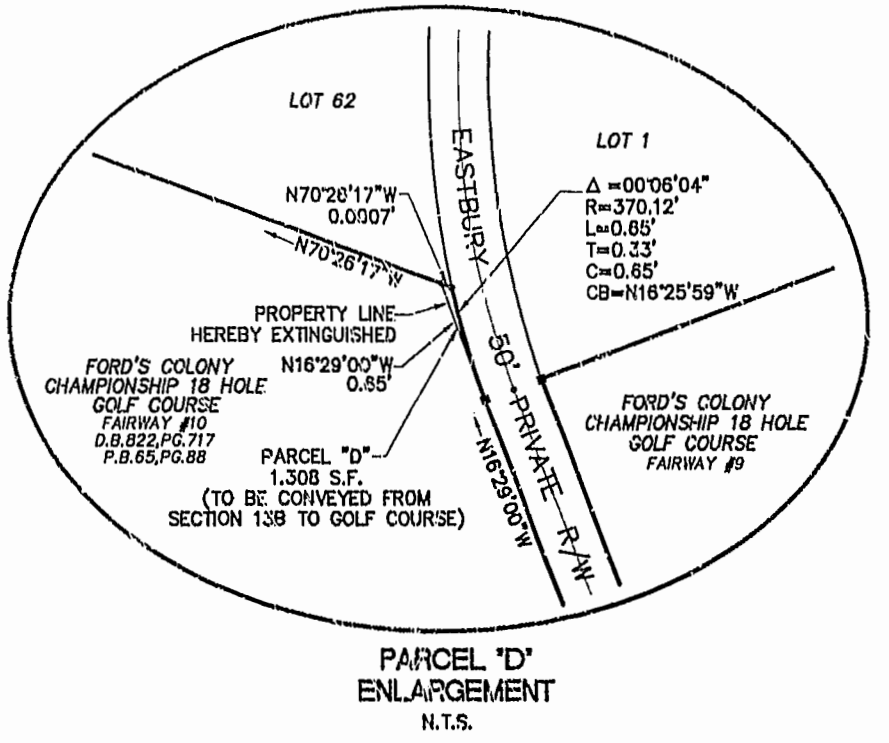 LOT 62
LOT 1
EASTBURY
N70°26'17"W
0.0007'
N70°26'17"W
Δ=00°06'04"
R=370.12'
L=0.65'
T=0.33'
C=0.65'
CB=N16°25'59"W
PROPERTY LINE
HEREBY EXTINGUISHED
N16°29'00"W
0.65'
FORD'S COLONY
CHAMPIONSHIP 18 HOLE
GOLF COURSE
FAIRWAY #10
D.B.822,PG.717
P.B.65,PG.88
PARCEL "D"
1.308 S.F.
(TO BE CONVEYED FROM
SECTION 13B TO GOLF COURSE)
50' PRIVATE R/W
N16°29'00"W
FORD'S COLONY
CHAMPIONSHIP 18 HOLE
GOLF COURSE
FAIRWAY #9
PARCEL "D"
ENLARGEMENT
N.T.S.